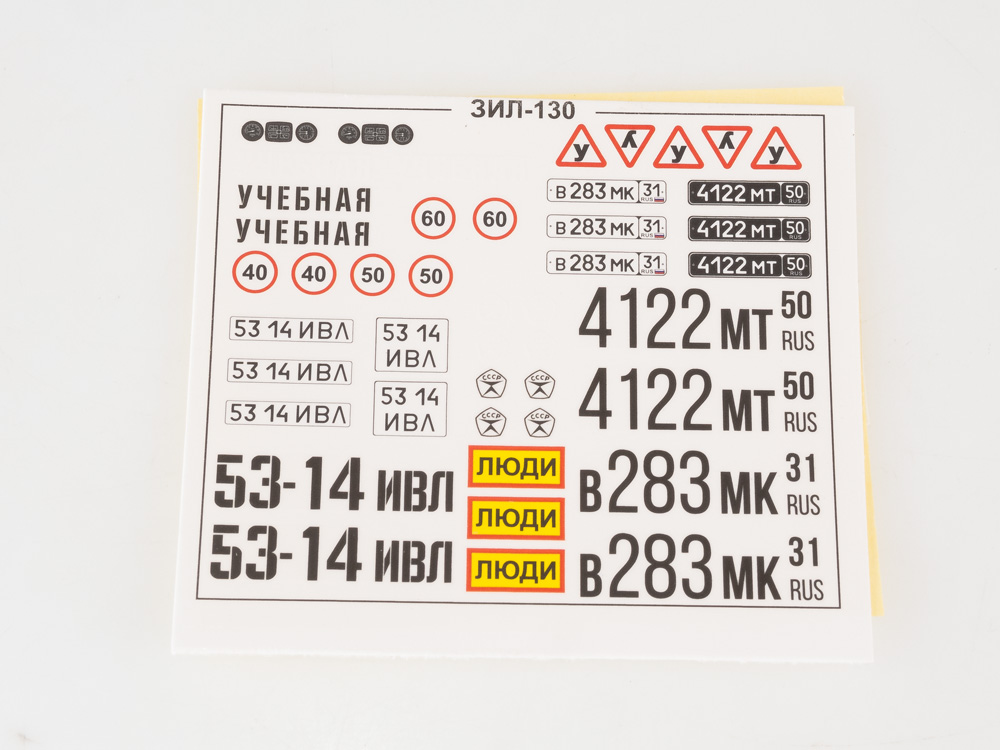 ЗИЛ-130
У У У У У
УЧЕБНАЯ
УЧЕБНАЯ
60 60
40 40 50 50
В 283 МК 31 RUS
В 283 МК 31 RUS
В 283 МК 31 RUS
4122 МТ 50 RUS
4122 МТ 50 RUS
4122 МТ 50 RUS
53 14 ИВЛ
53 14 ИВЛ
53 14 ИВЛ
53 14
ИВЛ
53 14
ИВЛ
СССР СССР
СССР СССР
4122 МТ 50 RUS
4122 МТ 50 RUS
53-14 ИВЛ
53-14 ИВЛ
ЛЮДИ
ЛЮДИ
ЛЮДИ
В 283 МК 31 RUS
В 283 МК 31 RUS